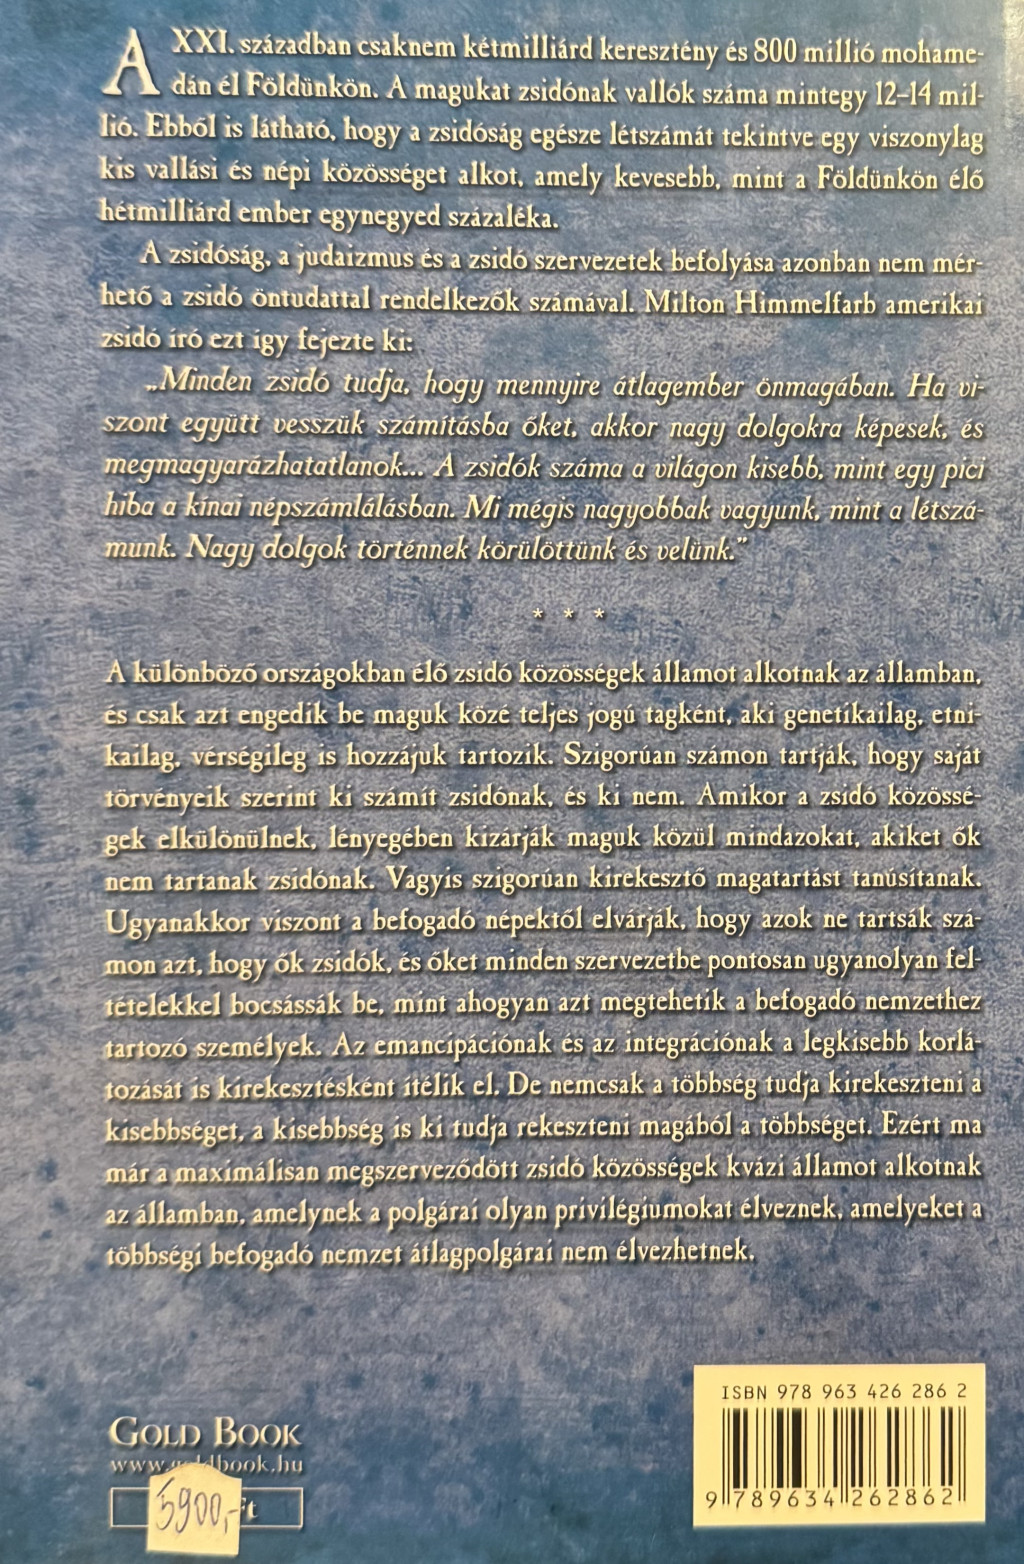 A XXI. században csaknem kétmilliárd keresztény és 800 millió mohame-
dán él Földünkön. A magukat zsidónak vallók száma mintegy 12–14 mil-
lió. Ebből is látható, hogy a zsidóság egésze létszámát tekintve egy viszonylag
kis vallási és népi közösséget alkot, amely kevesebb, mint a Földünkön élő
hétmilliárd ember egynegyed százaléka.
A zsidóság, a judaizmus és a zsidó szervezetek befolyása azonban nem mér-
hető a zsidó öntudattal rendelkezők számával. Milton Himmelfarb amerikai
zsidó író ezt így fejezte ki:
„Minden zsidó tudja, hogy mennyire átlagember önmagában. Ha vi-
szont együtt vesszük számításba őket, akkor nagy dolgokra képesek, és
megmagyarázhatatlanok... A zsidók száma a világon kisebb, mint egy pici
hiba a kínai népszámlálásban. Mi mégis nagyobbak vagyunk, mint a létszá-
munk. Nagy dolgok történnek körülöttünk és velünk.”
* * *
A különböző országokban élő zsidó közösségek államot alkotnak az államban,
és csak azt engedik be maguk közé teljes jogú tagként, aki genetikailag, etni-
kailag, vérségileg is hozzájuk tartozik. Szigorúan számon tartják, hogy saját
törvényeik szerint ki számít zsidónak, és ki nem. Amikor a zsidó közössé-
gek elkülönülnek, lényegében kizárják maguk közül mindazokat, akiket ők
nem tartanak zsidónak. Vagyis szigorúan kirekesztő magatartást tanúsítanak.
Ugyanakkor viszont a befogadó népektől elvárják, hogy azok ne tartsák szá-
mon azt, hogy ők zsidók, és őket minden szervezetbe pontosan ugyanolyan fel-
tételekkel bocsássák be, mint ahogyan azt megtehetik a befogadó nemzethez
tartozó személyek. Az emancipációnak és az integrációnak a legkisebb korlá-
tozását is kirekesztésként ítélik el. De nemcsak a többség tudja kirekeszteni a
kisebbséget, a kisebbség is ki tudja rekeszteni magából a többséget. Ezért ma
már a maximálisan megszerveződött zsidó közösségek kvázi államot alkotnak
az államban, amelynek a polgárai olyan privilégiumokat élveznek, amelyeket a
többségi befogadó nemzet átlagpolgárai nem élvezhetnek.
ISBN 978 963 426 286 2
GOLD BOOK
5900,- Ft
9 789634 262862